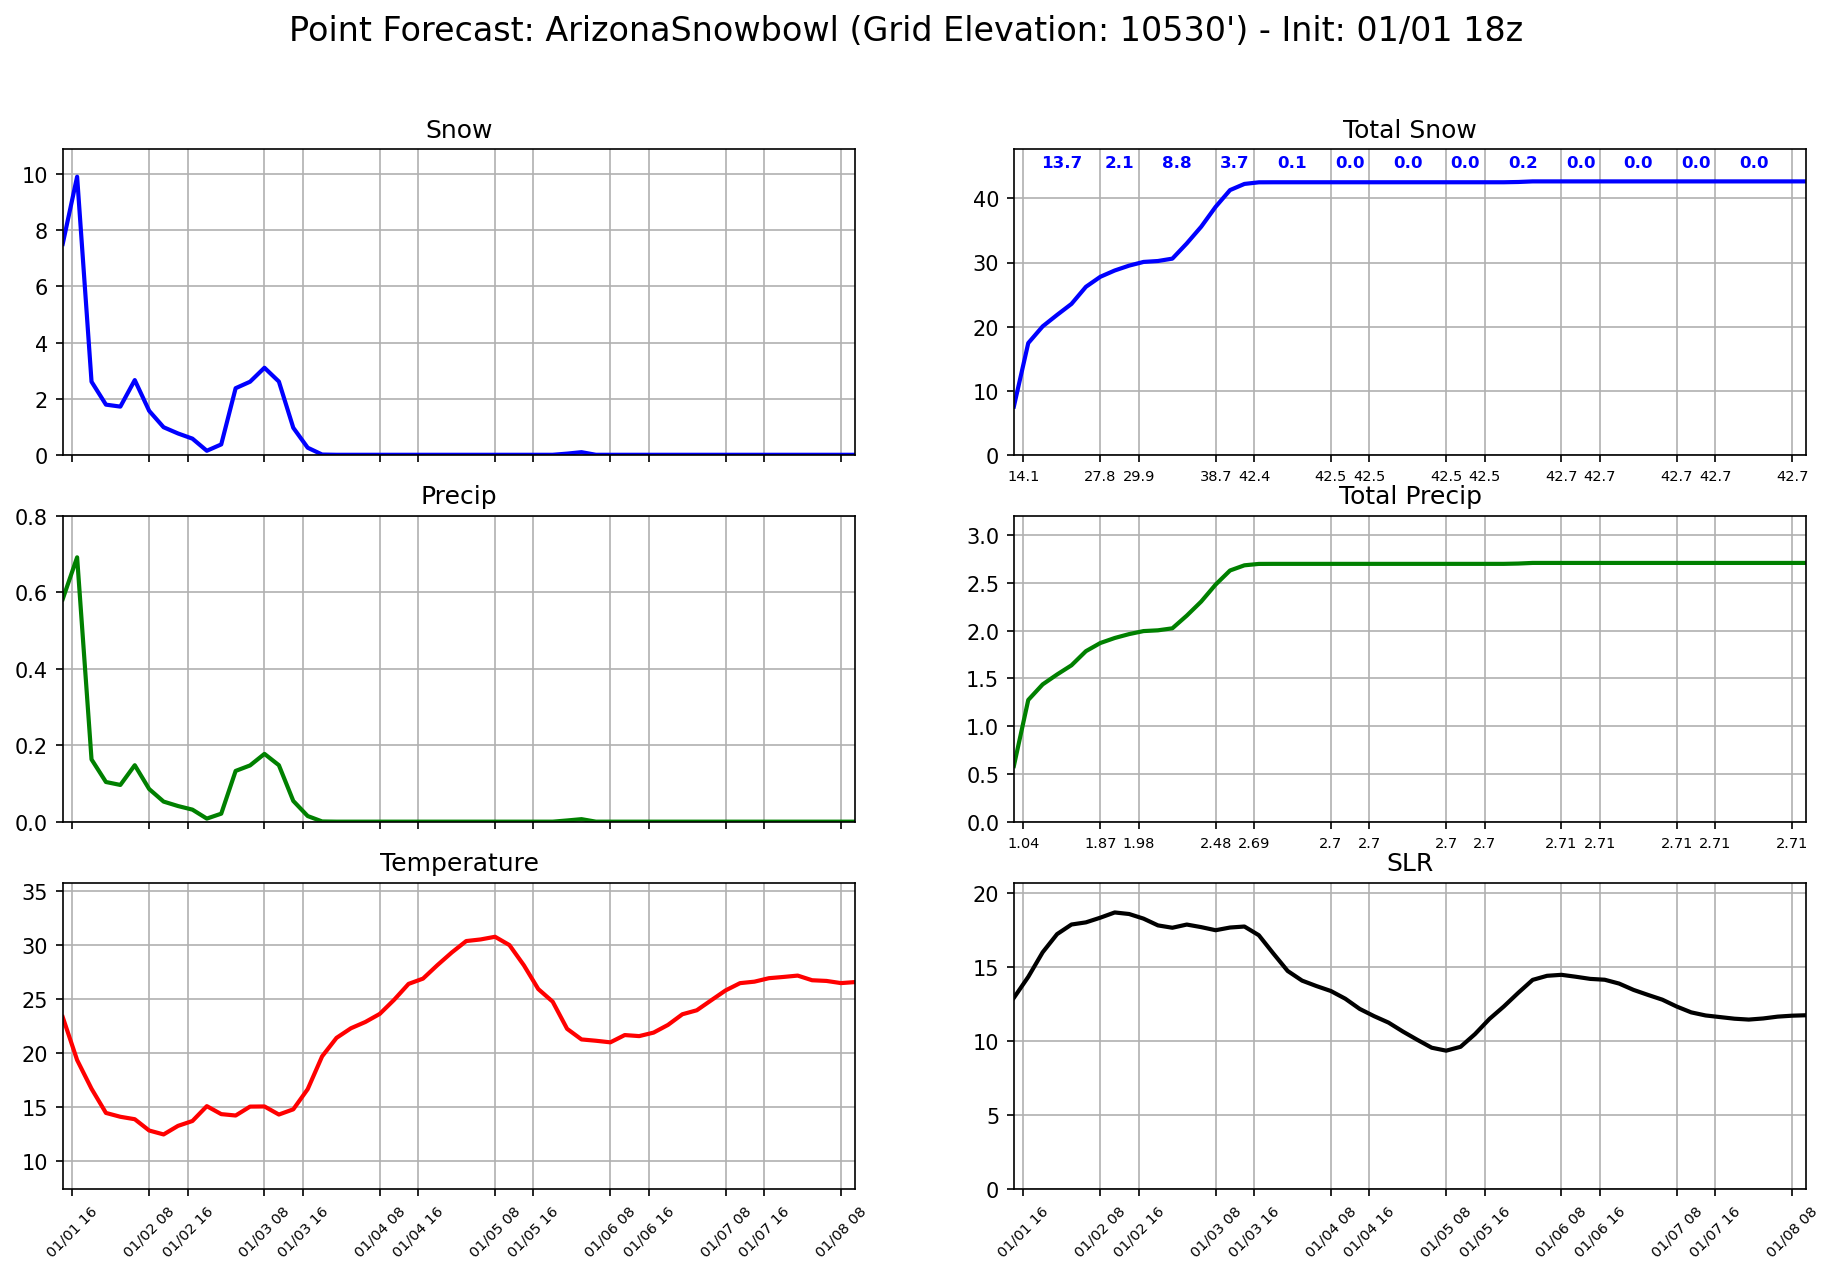 Point Forecast: ArizonaSnowbowl (Grid Elevation: 10530') - Init: 01/01 18z
Snow
10
8
6
4
2
0
Total Snow
13.7 2.1 8.8 3.7 0.1 0.0 0.0 0.0 0.2 0.0 0.0 0.0 0.0
40
30
20
10
0
14.1 27.8 29.9 38.7 42.4 42.5 42.5 42.5 42.5 42.7 42.7 42.7 42.7 42.7
Precip
0.8
0.6
0.4
0.2
0.0
Total Precip
3.0
2.5
2.0
1.5
1.0
0.5
0.0
1.04 1.87 1.98 2.48 2.69 2.7 2.7 2.7 2.7 2.71 2.71 2.71 2.71 2.71
Temperature
35
30
25
20
15
10
01/01 16 01/02 08 01/02 16 01/03 08 01/03 16 01/04 08 01/04 16 01/05 08 01/05 16 01/06 08 01/06 16 01/07 08 01/07 16 01/08 08
SLR
20
15
10
5
0
01/01 16 01/02 08 01/02 16 01/03 08 01/03 16 01/04 08 01/04 16 01/05 08 01/05 16 01/06 08 01/06 16 01/07 08 01/07 16 01/08 08